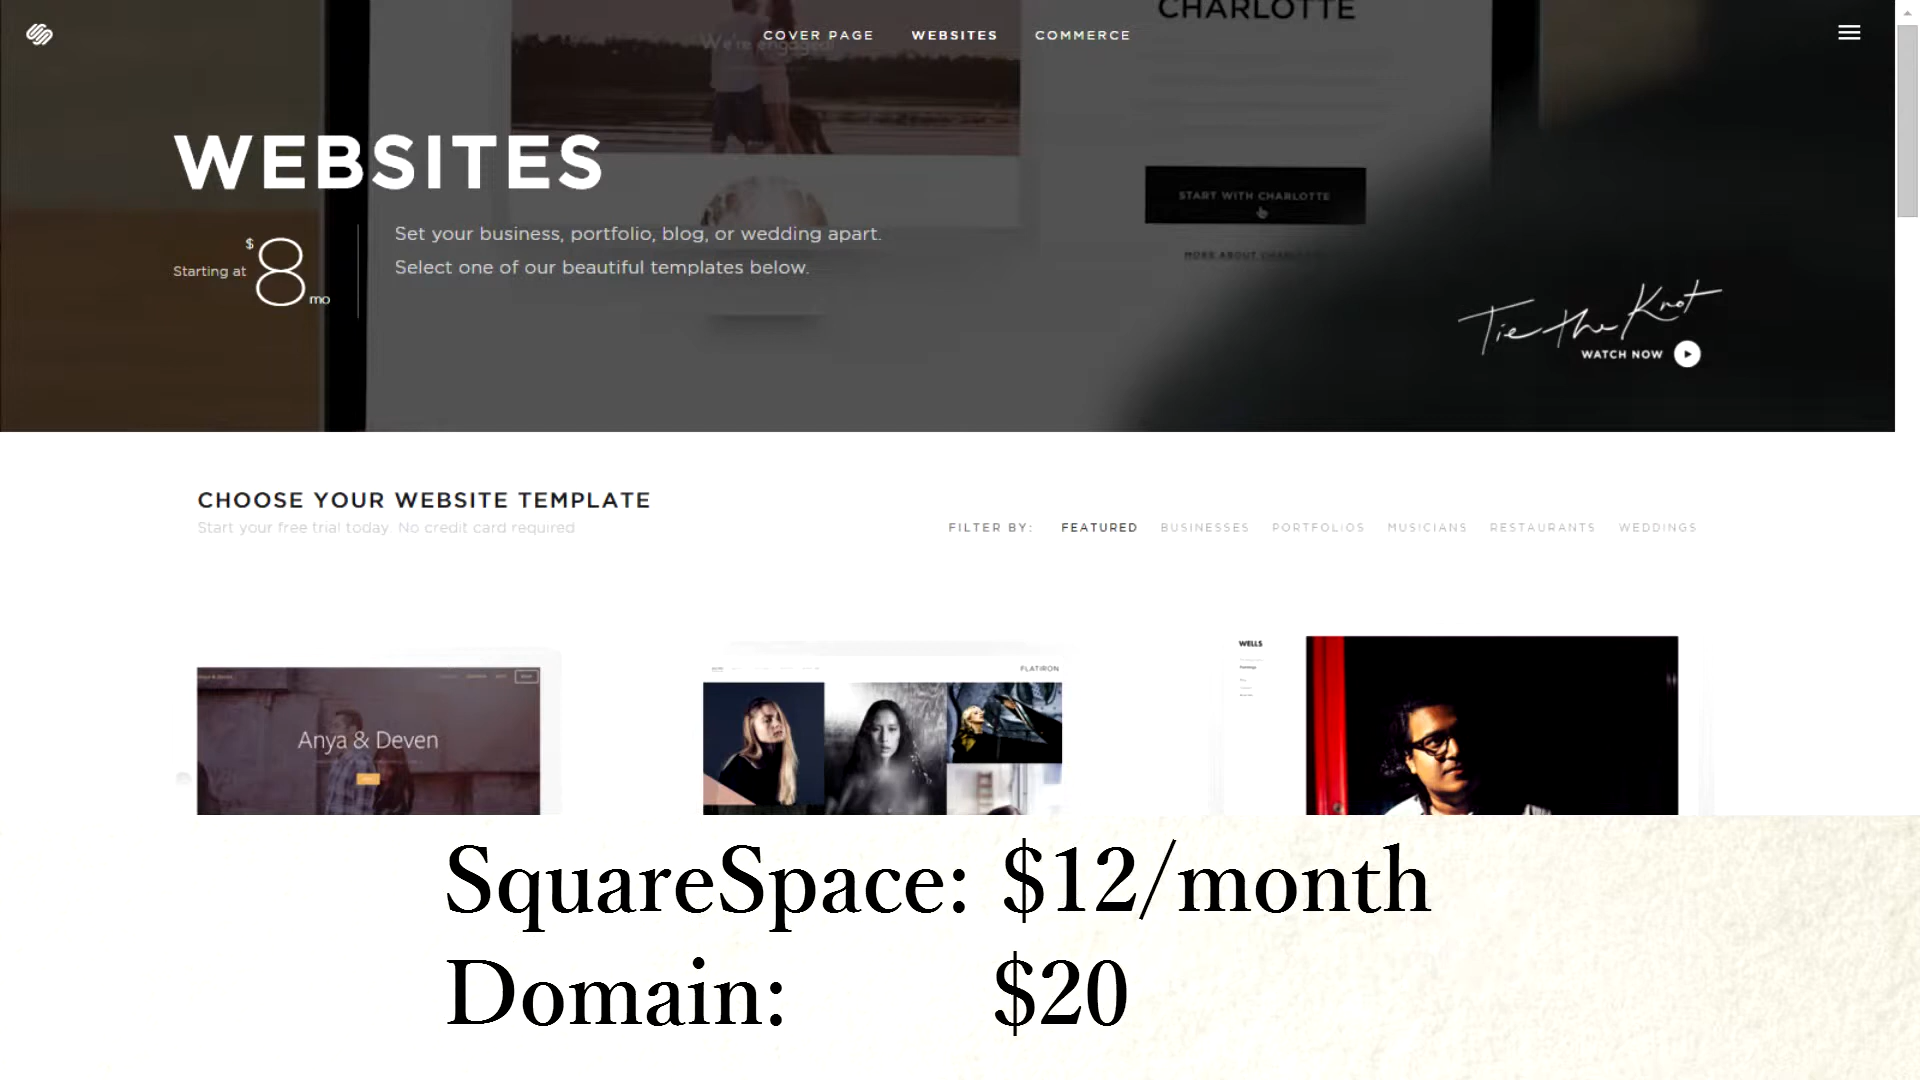 CHARLOTTE
COVER PAGE WEBSITES COMMERCE
We're engaged!
WEBSITES
START WITH CHARLOTTE
Starting at $8 mo
Set your business, portfolio, blog, or wedding apart.
Select one of our beautiful templates below.
Tie the Knot
WATCH NOW
CHOOSE YOUR WEBSITE TEMPLATE
Start your free trial today. No credit card required
FILTER BY: FEATURED BUSINESSES PORTFOLIOS MUSICIANS RESTAURANTS WEDDINGS
WELLS
FLATIRON
Anya & Deven
SquareSpace: $12/month
Domain: $20